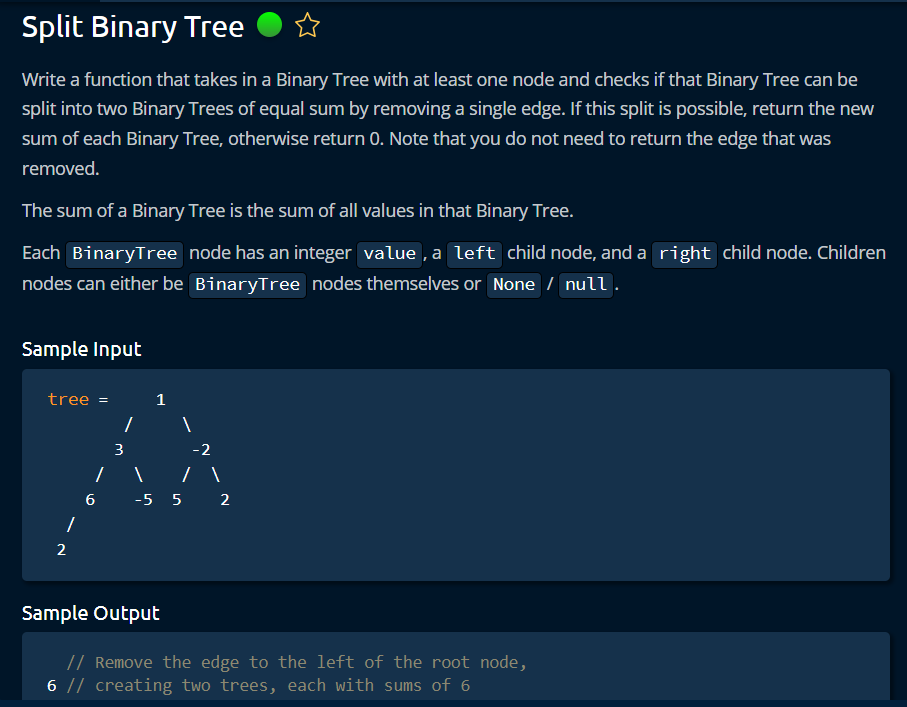 Split Binary Tree
Write a function that takes in a Binary Tree with at least one node and checks if that Binary Tree can be
split into two Binary Trees of equal sum by removing a single edge. If this split is possible, return the new
sum of each Binary Tree, otherwise return 0. Note that you do not need to return the edge that was
removed.
The sum of a Binary Tree is the sum of all values in that Binary Tree.
Each BinaryTree node has an integer value, a left child node, and a right child node. Children
nodes can either be BinaryTree nodes themselves or None / null.
Sample Input
tree =     1
        /     \
       3       -2
     /   \    /  \
    6    -5  5    2
  /
 2
Sample Output
  // Remove the edge to the left of the root node,
6 // creating two trees, each with sums of 6